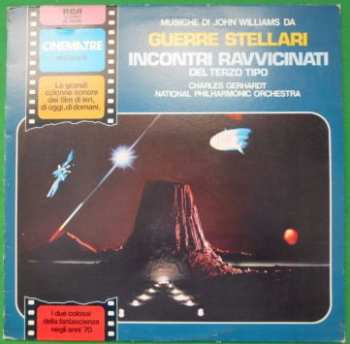 RCA
CINEMATRE
Le grandi
colonne sonore
dei film di ieri,
di oggi, di domani.
MUSICHE DI JOHN WILLIAMS DA
GUERRE STELLARI
INCONTRI RAVVICINATI
DEL TERZO TIPO
CHARLES GERHARDT
NATIONAL PHILHARMONIC ORCHESTRA
I due colossi
della fantascienza
negli anni '70.